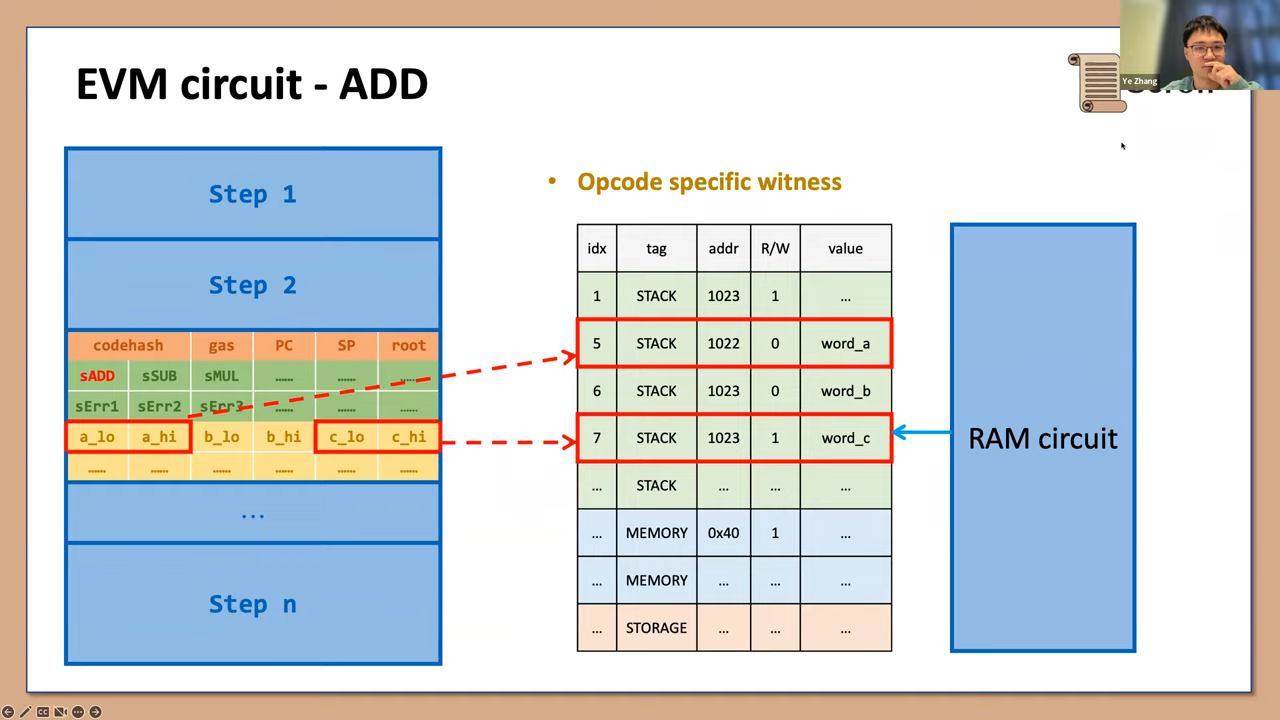 EVM circuit - ADD
Ye Zhang
Step 1
Step 2
codehash gas PC SP root
sADD sSUB sMUL ...... ...... ......
sErr1 sErr2 sErr3 ...... ...... ......
a_lo a_hi b_lo b_hi c_lo c_hi
...... ...... ...... ...... ...... ......
...
Step n
• Opcode specific witness
idx tag addr R/W value
1 STACK 1023 1 ...
5 STACK 1022 0 word_a
6 STACK 1023 0 word_b
7 STACK 1023 1 word_c
... STACK ... ... ...
... MEMORY 0x40 1 ...
... MEMORY ... ... ...
... STORAGE ... ... ...
RAM circuit